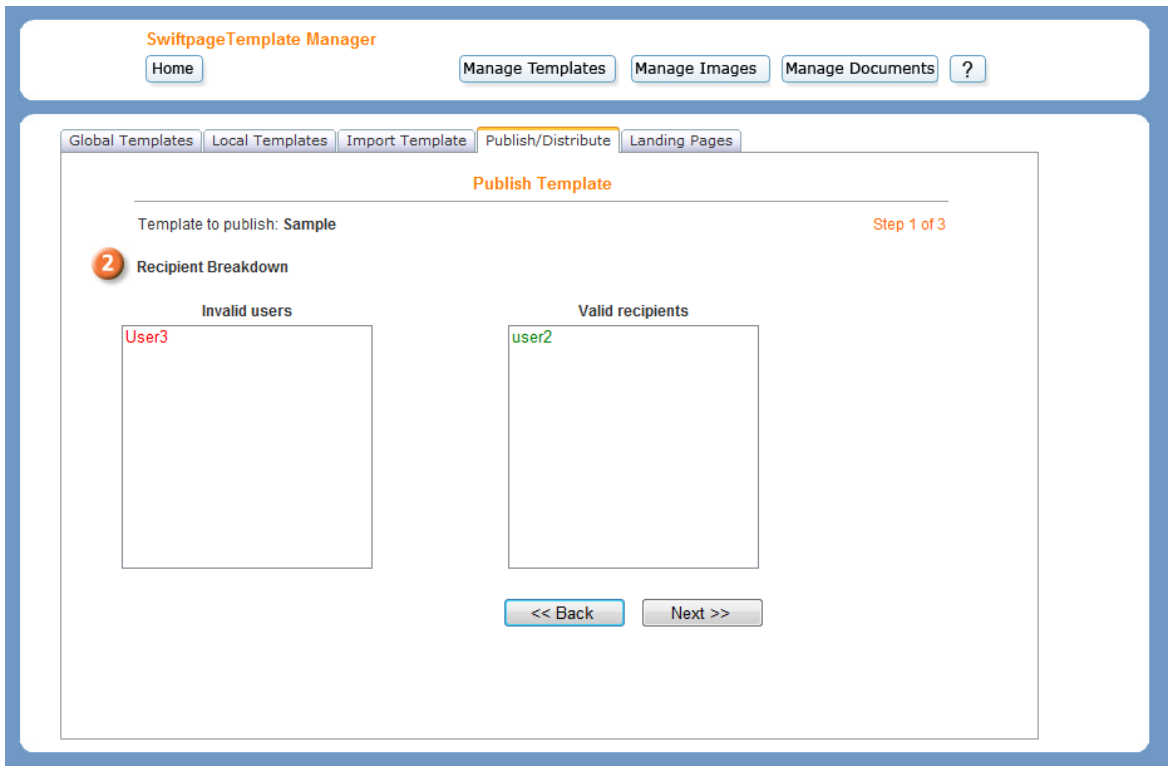 SwiftpageTemplate Manager
Home Manage Templates Manage Images Manage Documents ?
Global Templates Local Templates Import Template Publish/Distribute Landing Pages
Publish Template
Template to publish: Sample Step 1 of 3
2 Recipient Breakdown
Invalid users Valid recipients
User3 user2
<< Back Next >>